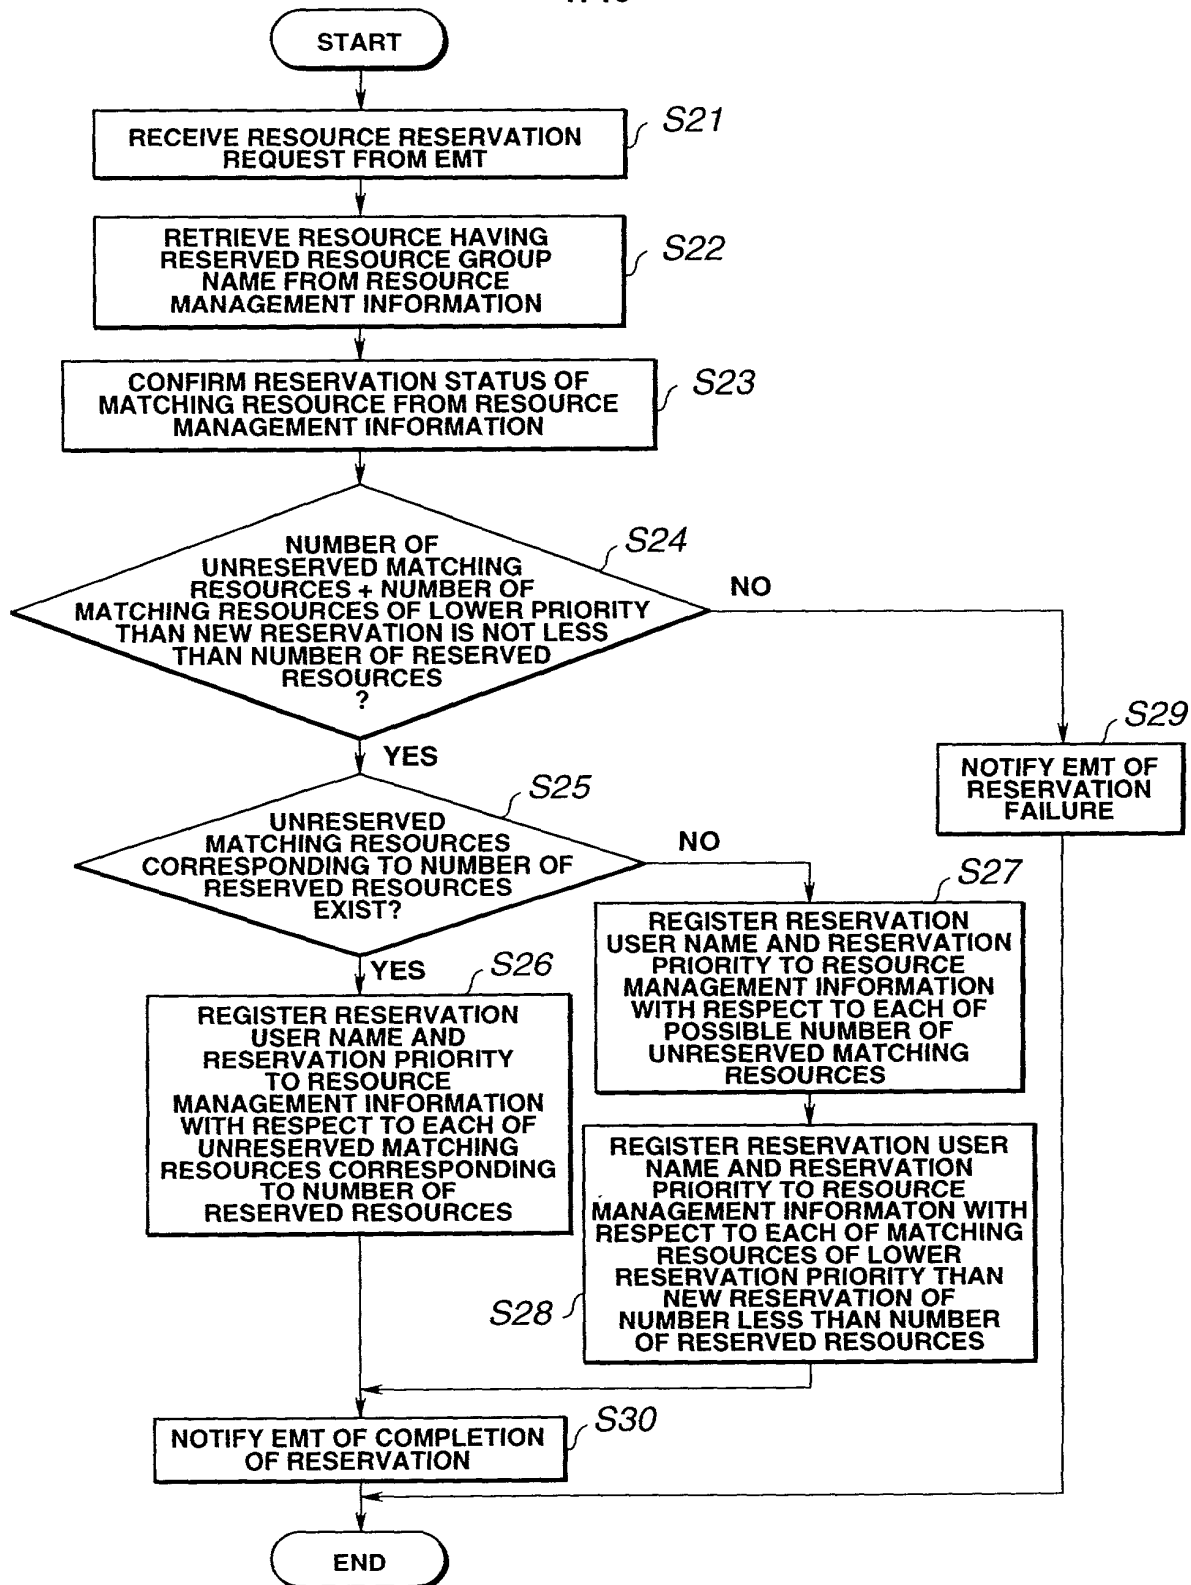 START
S21
RECEIVE RESOURCE RESERVATION
REQUEST FROM EMT
S22
RETRIEVE RESOURCE HAVING
RESERVED RESOURCE GROUP
NAME FROM RESOURCE
MANAGEMENT INFORMATION
S23
CONFIRM RESERVATION STATUS OF
MATCHING RESOURCE FROM RESOURCE
MANAGEMENT INFORMATION
S24
NUMBER OF
UNRESERVED MATCHING
RESOURCES + NUMBER OF
MATCHING RESOURCES OF LOWER PRIORITY
THAN NEW RESERVATION IS NOT LESS
THAN NUMBER OF RESERVED
RESOURCES
?
NO
YES
S29
NOTIFY EMT OF
RESERVATION
FAILURE
S25
UNRESERVED
MATCHING RESOURCES
CORRESPONDING TO NUMBER OF
RESERVED RESOURCES
EXIST?
NO
YES
S27
REGISTER RESERVATION
USER NAME AND RESERVATION
PRIORITY TO RESOURCE
MANAGEMENT INFORMATION
WITH RESPECT TO EACH OF
POSSIBLE NUMBER OF
UNRESERVED MATCHING
RESOURCES
S26
REGISTER RESERVATION
USER NAME AND
RESERVATION PRIORITY
TO RESOURCE
MANAGEMENT INFORMATION
WITH RESPECT TO EACH OF
UNRESERVED MATCHING
RESOURCES CORRESPONDING
TO NUMBER OF
RESERVED RESOURCES
REGISTER RESERVATION USER
NAME AND RESERVATION
PRIORITY TO RESOURCE
MANAGEMENT INFORMATON WITH
RESPECT TO EACH OF MATCHING
RESOURCES OF LOWER
RESERVATION PRIORITY THAN
NEW RESERVATION OF
NUMBER LESS THAN NUMBER
OF RESERVED RESOURCES
S28
S30
NOTIFY EMT OF COMPLETION
OF RESERVATION
END